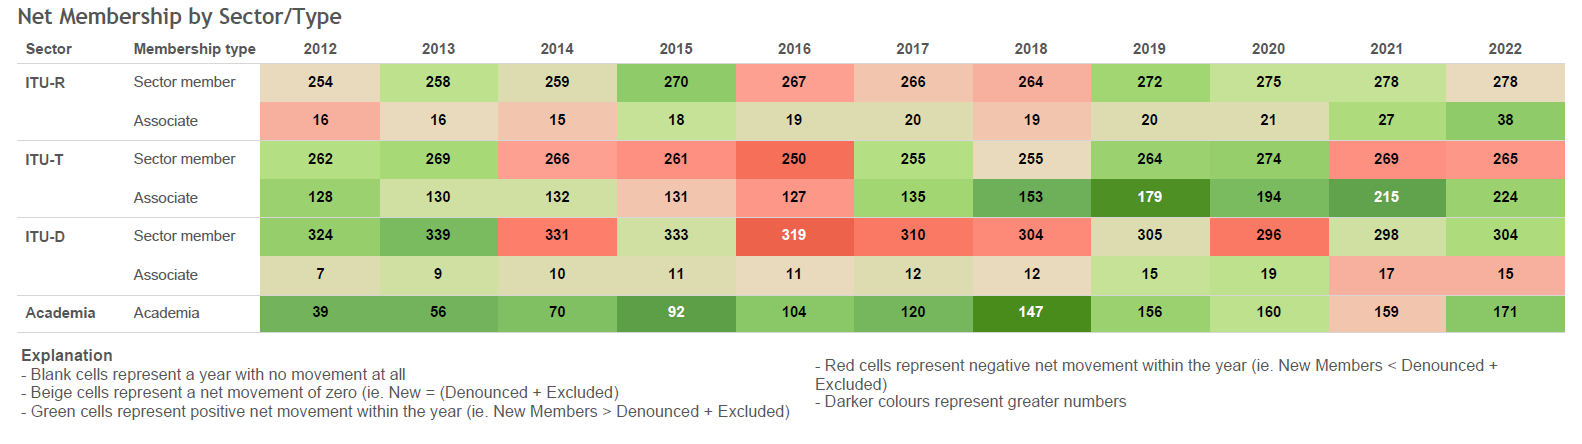 Net Membership by Sector/Type
Sector Membership type 2012 2013 2014 2015 2016 2017 2018 2019 2020 2021 2022
ITU-R Sector member 254 258 259 270 267 266 264 272 275 278 278
Associate 16 16 15 18 19 20 19 20 21 27 38
ITU-T Sector member 262 269 266 261 250 255 255 264 274 269 265
Associate 128 130 132 131 127 135 153 179 194 215 224
ITU-D Sector member 324 339 331 333 319 310 304 305 296 298 304
Associate 7 9 10 11 11 12 12 15 19 17 15
Academia Academia 39 56 70 92 104 120 147 156 160 159 171
Explanation
- Blank cells represent a year with no movement at all
- Beige cells represent a net movement of zero (ie. New = (Denounced + Excluded)
- Green cells represent positive net movement within the year (ie. New Members > Denounced + Excluded)
- Red cells represent negative net movement within the year (ie. New Members < Denounced +
Excluded)
- Darker colours represent greater numbers